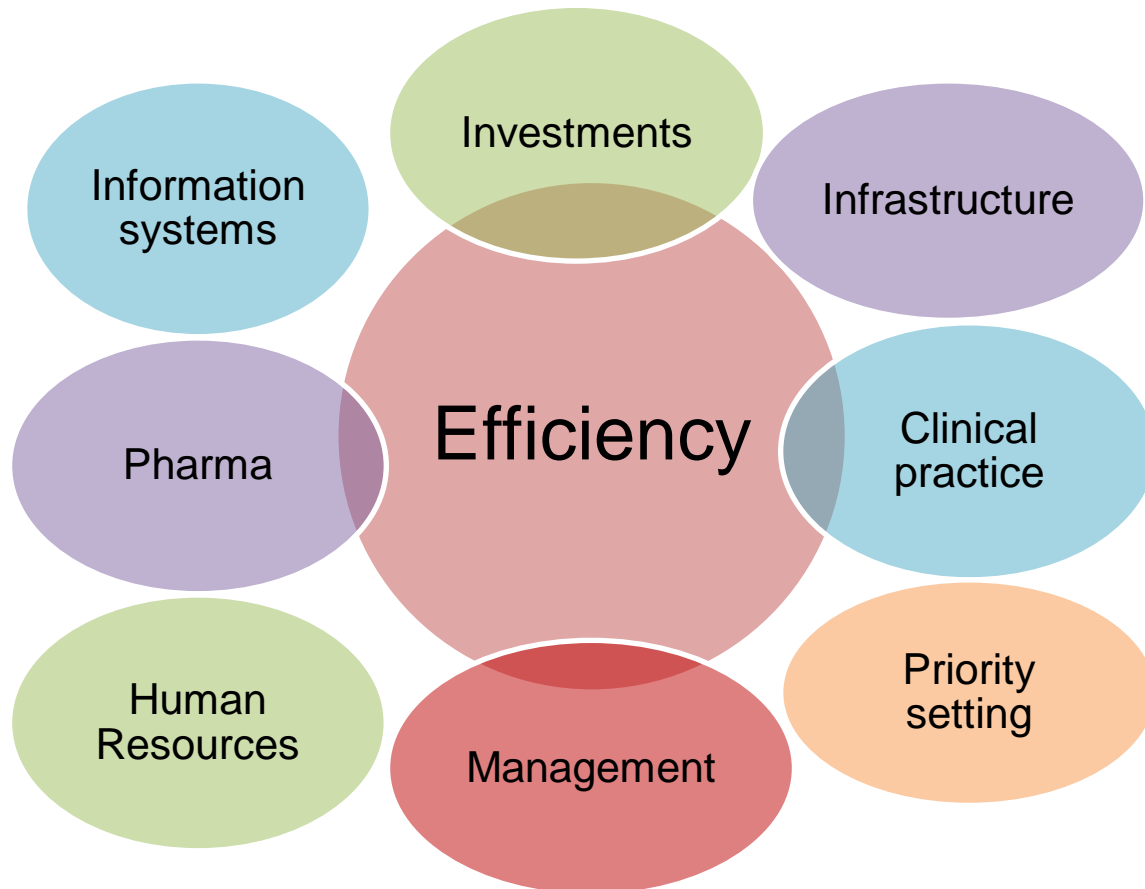 Investments
Information
systems
Infrastructure
Efficiency
Pharma
Clinical
practice
Human
Resources
Management
Priority
setting